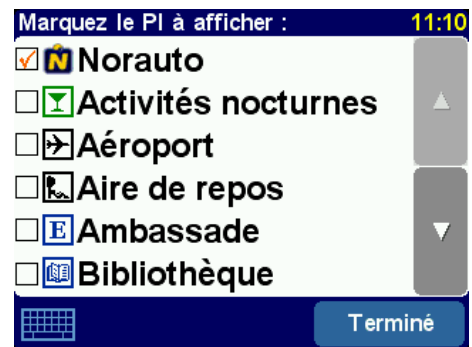 Marquez le PI à afficher : 11:10
Norauto
Activités nocturnes
Aéroport
Aire de repos
E Ambassade
Bibliothèque
Terminé